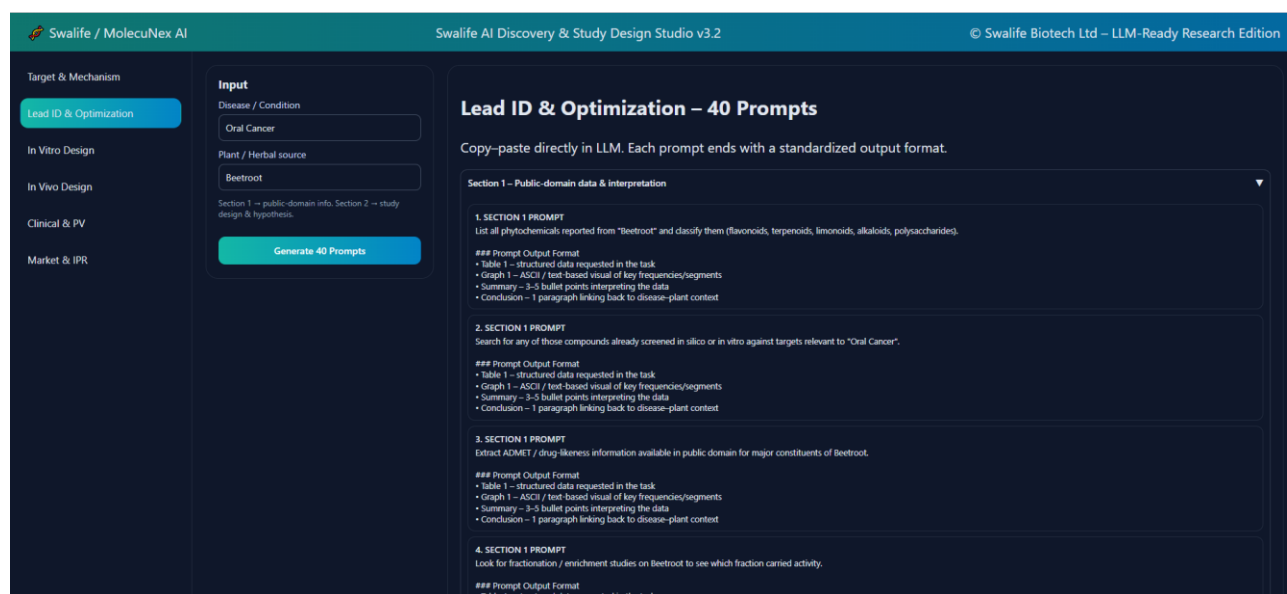 Swalife / MolecuNex AI
Swalife AI Discovery & Study Design Studio v3.2
© Swalife Biotech Ltd – LLM-Ready Research Edition
Target & Mechanism
Lead ID & Optimization
In Vitro Design
In Vivo Design
Clinical & PV
Market & IPR
Input
Disease / Condition
Oral Cancer
Plant / Herbal source
Beetroot
Section 1 → public-domain info. Section 2 → study
design & hypothesis.
Generate 40 Prompts
Lead ID & Optimization – 40 Prompts
Copy–paste directly in LLM. Each prompt ends with a standardized output format.
Section 1 – Public-domain data & interpretation
1. SECTION 1 PROMPT
List all phytochemicals reported from "Beetroot" and classify them (flavonoids, terpenoids, limonoids, alkaloids, polysaccharides).
### Prompt Output Format
• Table 1 – structured data requested in the task
• Graph 1 – ASCII / text-based visual of key frequencies/segments
• Summary – 3–5 bullet points interpreting the data
• Conclusion – 1 paragraph linking back to disease–plant context
2. SECTION 1 PROMPT
Search for any of those compounds already screened in silico or in vitro against targets relevant to "Oral Cancer".
### Prompt Output Format
• Table 1 – structured data requested in the task
• Graph 1 – ASCII / text-based visual of key frequencies/segments
• Summary – 3–5 bullet points interpreting the data
• Conclusion – 1 paragraph linking back to disease–plant context
3. SECTION 1 PROMPT
Extract ADMET / drug-likeness information available in public domain for major constituents of Beetroot.
### Prompt Output Format
• Table 1 – structured data requested in the task
• Graph 1 – ASCII / text-based visual of key frequencies/segments
• Summary – 3–5 bullet points interpreting the data
• Conclusion – 1 paragraph linking back to disease–plant context
4. SECTION 1 PROMPT
Look for fractionation / enrichment studies on Beetroot to see which fraction carried activity.
### Prompt Output Format